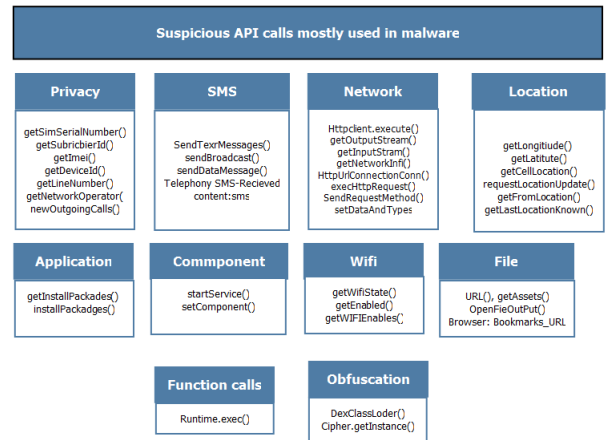 Suspicious API calls mostly used in malware
Privacy
getSimSerialNumber()
getSubricbierId()
getImei()
getDeviceId()
getLineNumber()
getNetworkOperator(
newOutgoingCalls()
SMS
SendTexrMessages()
sendBroadcast()
sendDataMessage()
Telephony SMS-Recieved
content:sms
Network
Httpclient.execute()
getOutputStream()
getInputStram()
getNetworkInfi()
HttpUrlConnectionConn()
execHttpRequest()
SendRequestMethod()
setDataAndTypes
Location
getLongitiude()
getLatitute()
getCellLocation()
requestLocationUpdate()
getFromLocation()
getLastLocationKnown()
Application
getInstallPackades()
installPackadges()
Commponent
startService()
setComponent()
Wifi
getWifiState()
getEnabled()
getWIFIEnables()
File
URL(), getAssets()
OpenFieOutPut()
Browser: Bookmarks_URL
Function calls
Runtime.exec()
Obfuscation
DexClassLoder()
Cipher.getInstance()